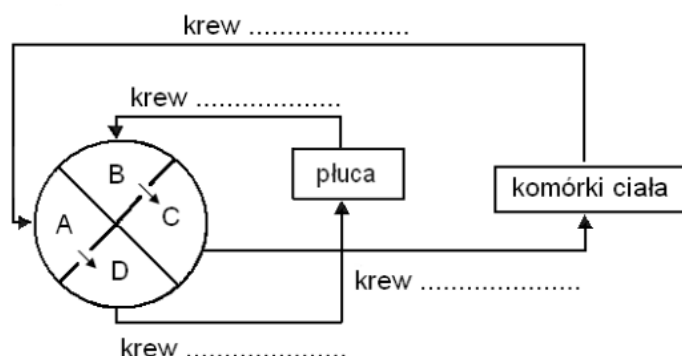 krew ........................
krew .....................
B
płuca
komórki ciała
A
C
D
krew .......................
krew ........................